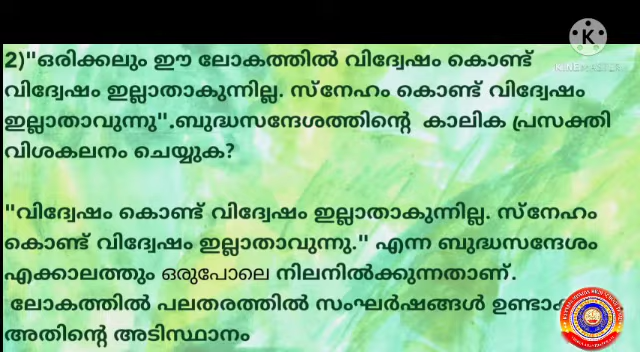 2)"ഒരിക്കലും ഈ ലോകത്തിൽ വിദ്വേഷം കൊണ്ട്
വിദ്വേഷം ഇല്ലാതാകുന്നില്ല. സ്നേഹം കൊണ്ട് വിദ്വേഷം
ഇല്ലാതാവുന്നു".ബുദ്ധസന്ദേശത്തിന്റെ കാലിക പ്രസക്തി
വിശകലനം ചെയ്യുക?
"വിദ്വേഷം കൊണ്ട് വിദ്വേഷം ഇല്ലാതാകുന്നില്ല. സ്നേഹം
കൊണ്ട് വിദ്വേഷം ഇല്ലാതാവുന്നു." എന്ന ബുദ്ധസന്ദേശം
എക്കാലത്തും ഒരുപോലെ നിലനിൽക്കുന്നതാണ്.
ലോകത്തിൽ പലതരത്തിൽ സംഘർഷങ്ങൾ
അതിന്റെ അടിസ്ഥാനം
K
KINEMASTER